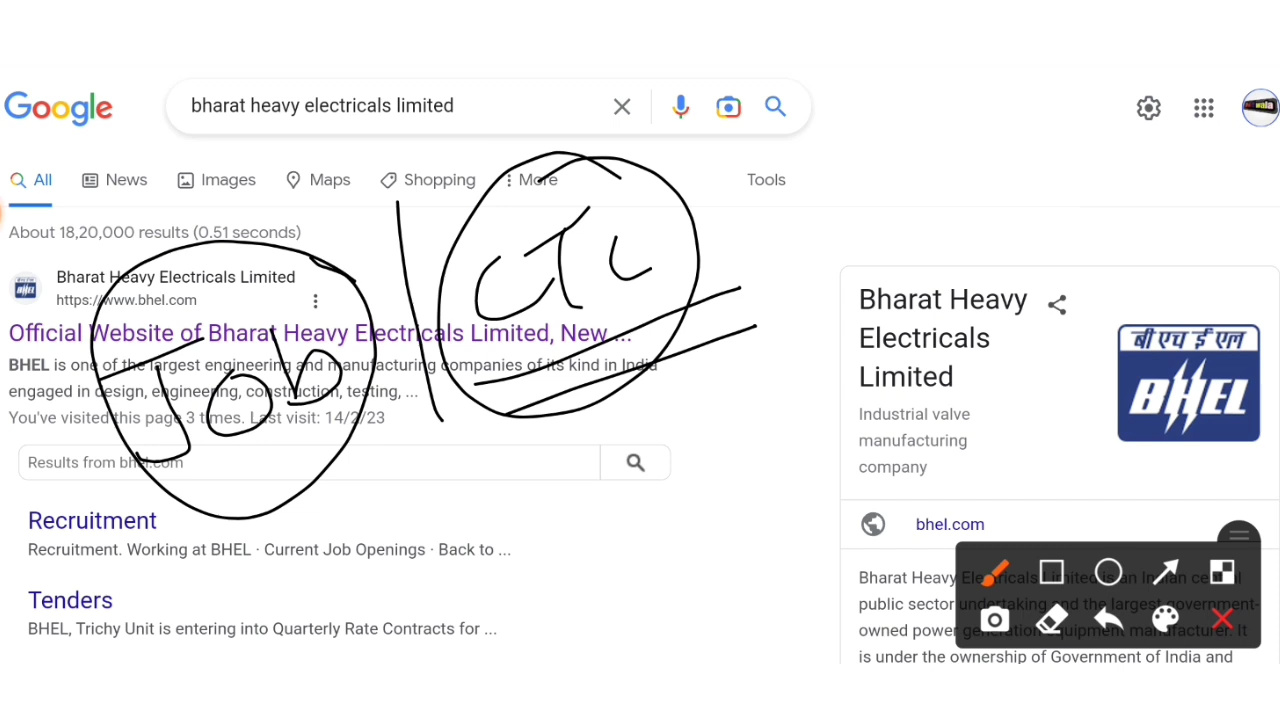 Google
bharat heavy electricals limited
All News Images Maps Shopping More Tools
About 18,20,000 results (0.51 seconds)
Bharat Heavy Electricals Limited
https://www.bhel.com
Official Website of Bharat Heavy Electricals Limited, New ...
BHEL is one of the largest engineering and manufacturing companies of its kind in India
engaged in design, engineering, construction, testing, ...
You've visited this page 3 times. Last visit: 14/2/23
JOB
CTC
Results from bhel.com
Recruitment
Recruitment. Working at BHEL · Current Job Openings · Back to ...
Tenders
BHEL, Trichy Unit is entering into Quarterly Rate Contracts for ...
Bharat Heavy
Electricals
Limited
Industrial valve
manufacturing
company
बी एच ई एल
BHEL
bhel.com
Bharat Heavy Electricals Limited is an Indian central
public sector undertaking and the largest government-
owned power generation equipment manufacturer. It
is under the ownership of Government of India and